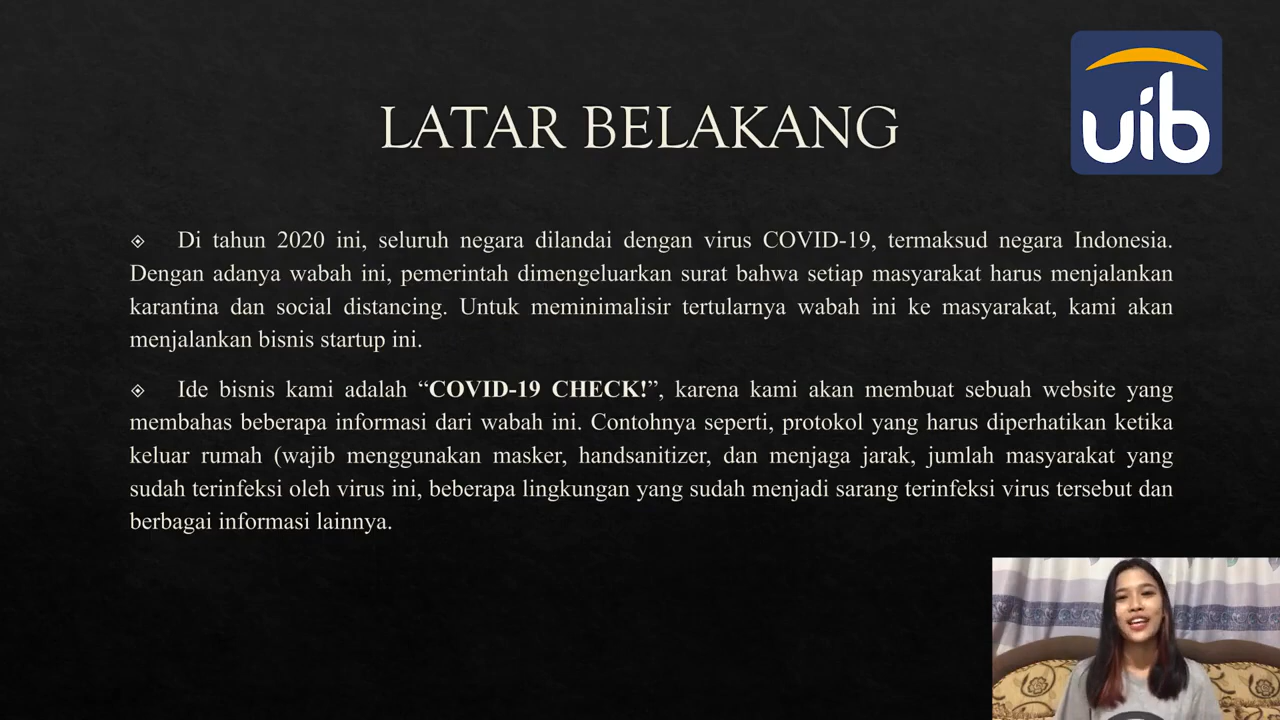 uib
LATAR BELAKANG
Di tahun 2020 ini, seluruh negara dilandai dengan virus COVID-19, termaksud negara Indonesia.
Dengan adanya wabah ini, pemerintah dimengeluarkan surat bahwa setiap masyarakat harus menjalankan
karantina dan social distancing. Untuk meminimalisir tertularnya wabah ini ke masyarakat, kami akan
menjalankan bisnis startup ini.
Ide bisnis kami adalah “COVID-19 CHECK!”, karena kami akan membuat sebuah website yang
membahas beberapa informasi dari wabah ini. Contohnya seperti, protokol yang harus diperhatikan ketika
keluar rumah (wajib menggunakan masker, handsanitizer, dan menjaga jarak, jumlah masyarakat yang
sudah terinfeksi oleh virus ini, beberapa lingkungan yang sudah menjadi sarang terinfeksi virus tersebut dan
berbagai informasi lainnya.